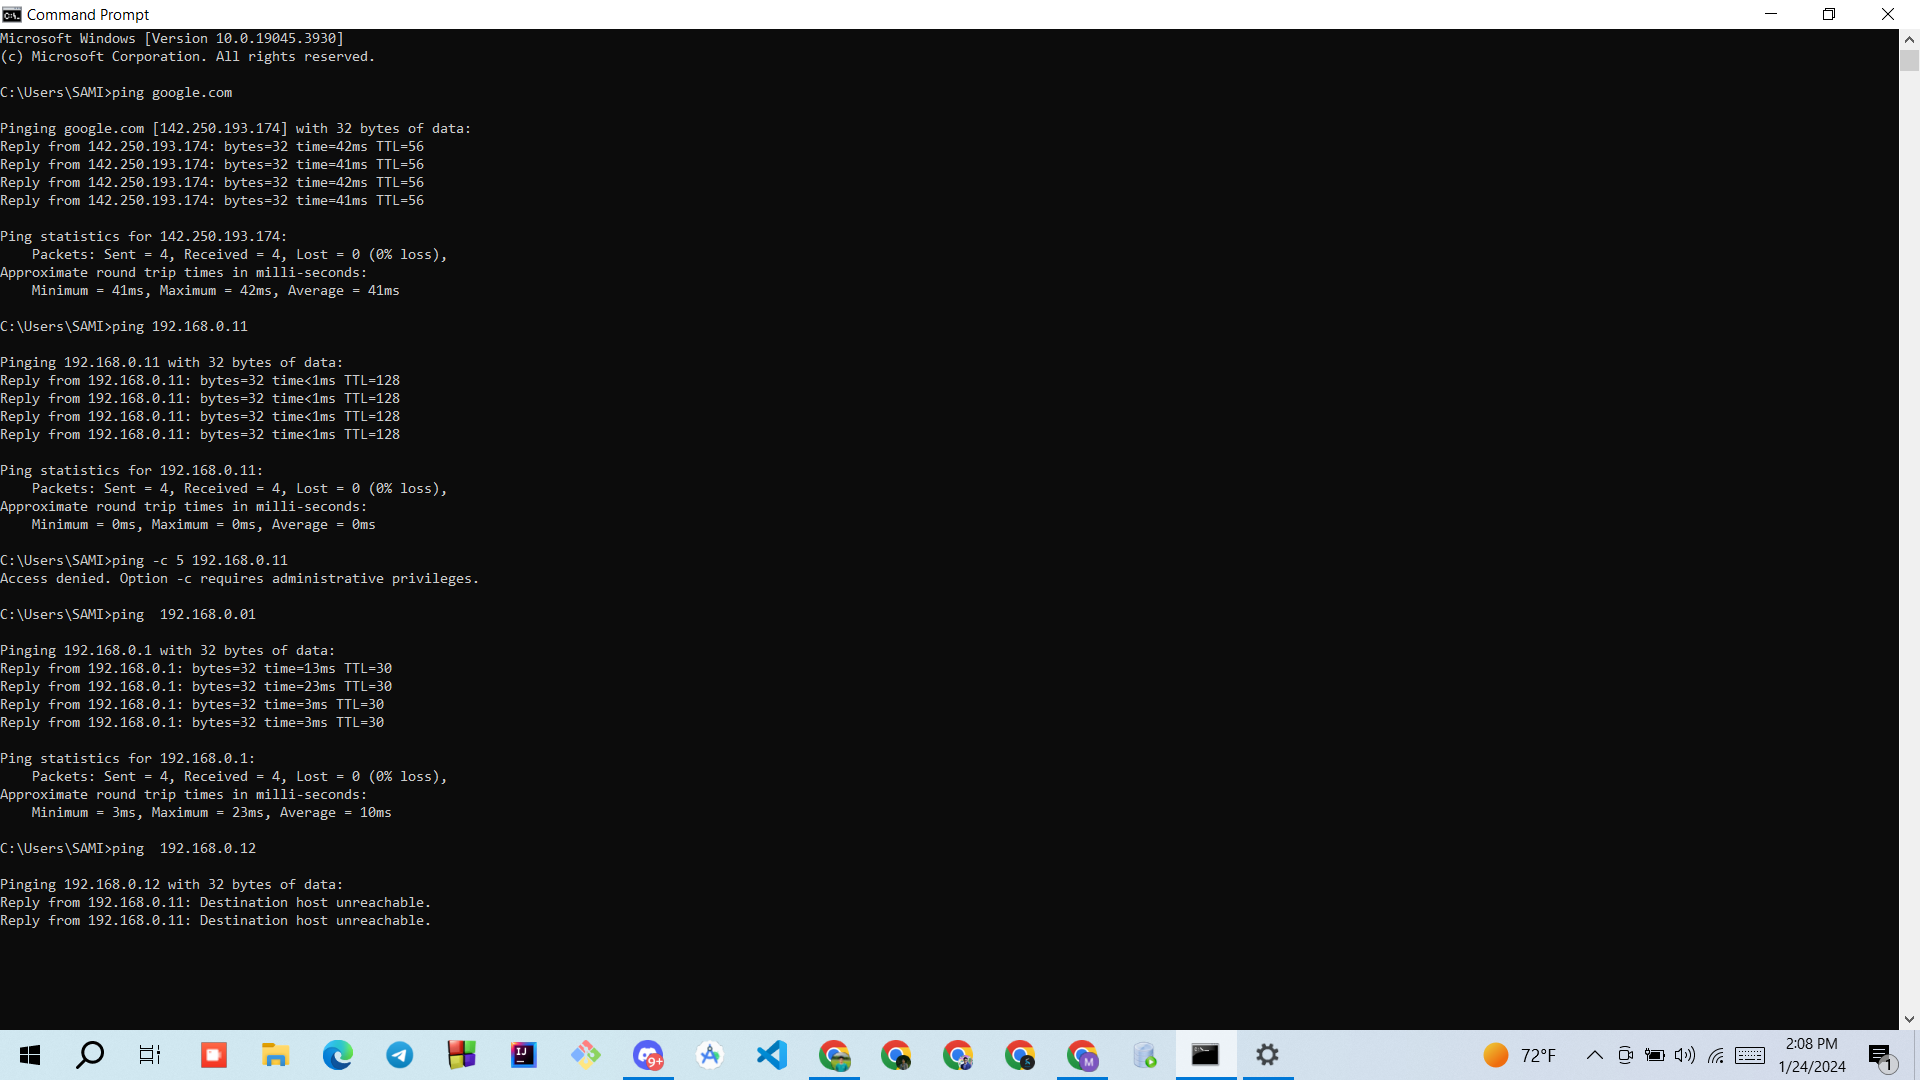 Command Prompt
Microsoft Windows [Version 10.0.19045.3930]
(c) Microsoft Corporation. All rights reserved.
C:\Users\SAMI>ping google.com
Pinging google.com [142.250.193.174] with 32 bytes of data:
Reply from 142.250.193.174: bytes=32 time=42ms TTL=56
Reply from 142.250.193.174: bytes=32 time=41ms TTL=56
Reply from 142.250.193.174: bytes=32 time=42ms TTL=56
Reply from 142.250.193.174: bytes=32 time=41ms TTL=56
Ping statistics for 142.250.193.174:
    Packets: Sent = 4, Received = 4, Lost = 0 (0% loss),
Approximate round trip times in milli-seconds:
    Minimum = 41ms, Maximum = 42ms, Average = 41ms
C:\Users\SAMI>ping 192.168.0.11
Pinging 192.168.0.11 with 32 bytes of data:
Reply from 192.168.0.11: bytes=32 time<1ms TTL=128
Reply from 192.168.0.11: bytes=32 time<1ms TTL=128
Reply from 192.168.0.11: bytes=32 time<1ms TTL=128
Reply from 192.168.0.11: bytes=32 time<1ms TTL=128
Ping statistics for 192.168.0.11:
    Packets: Sent = 4, Received = 4, Lost = 0 (0% loss),
Approximate round trip times in milli-seconds:
    Minimum = 0ms, Maximum = 0ms, Average = 0ms
C:\Users\SAMI>ping -c 5 192.168.0.11
Access denied. Option -c requires administrative privileges.
C:\Users\SAMI>ping  192.168.0.01
Pinging 192.168.0.1 with 32 bytes of data:
Reply from 192.168.0.1: bytes=32 time=13ms TTL=30
Reply from 192.168.0.1: bytes=32 time=23ms TTL=30
Reply from 192.168.0.1: bytes=32 time=3ms TTL=30
Reply from 192.168.0.1: bytes=32 time=3ms TTL=30
Ping statistics for 192.168.0.1:
    Packets: Sent = 4, Received = 4, Lost = 0 (0% loss),
Approximate round trip times in milli-seconds:
    Minimum = 3ms, Maximum = 23ms, Average = 10ms
C:\Users\SAMI>ping  192.168.0.12
Pinging 192.168.0.12 with 32 bytes of data:
Reply from 192.168.0.11: Destination host unreachable.
Reply from 192.168.0.11: Destination host unreachable.
IJ
9+
M
72°F
2:08 PM
1/24/2024
1